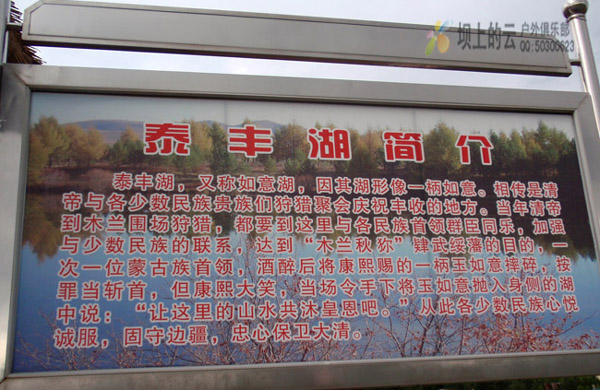 坝上的云 户外俱乐部
QQ:50300623
泰丰湖简介
泰丰湖，又称如意湖，因其湖形像一柄如意。相传是清
帝与各少数民族贵族们狩猎聚会庆祝丰收的地方。当年清帝
到木兰围场狩猎，都要到这里与各民族首领群臣同乐，加强
与少数民族的联系，达到“木兰秋狝”肄武绥藩的目的，一
次一位蒙古族首领，酒醉后将康熙赐的一柄玉如意摔碎，按
罪当斩首，但康熙大笑，当场令手下将玉如意抛入身侧的湖
中说：“让这里的山水共沐皇恩吧。”从此各少数民族心悦
诚服，固守边疆，忠心保卫大清。